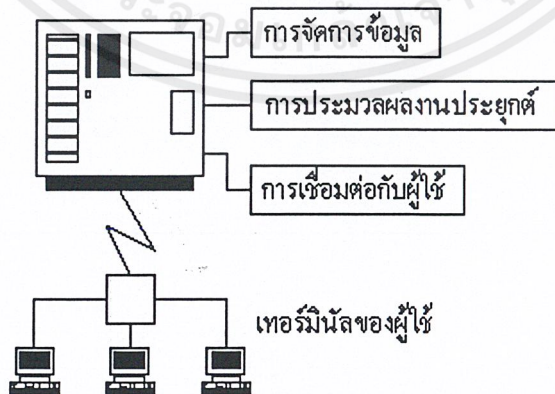 การจัดการข้อมูล
การประมวลผลงานประยุกต์
การเชื่อมต่อกับผู้ใช้
เทอร์มินัลของผู้ใช้